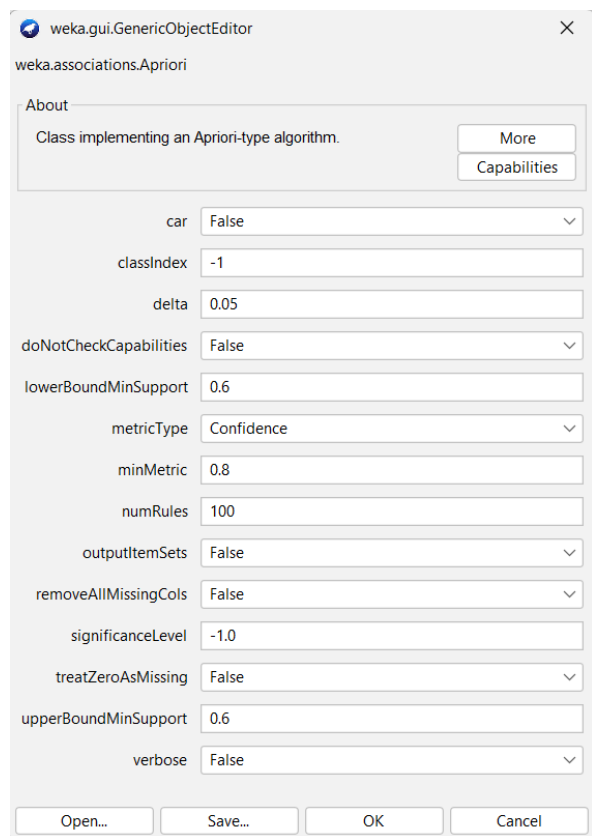 weka.gui.GenericObjectEditor
weka.associations.Apriori
About
Class implementing an Apriori-type algorithm.
More
Capabilities
car False
classIndex -1
delta 0.05
doNotCheckCapabilities False
lowerBoundMinSupport 0.6
metricType Confidence
minMetric 0.8
numRules 100
outputItemSets False
removeAllMissingCols False
significanceLevel -1.0
treatZeroAsMissing False
upperBoundMinSupport 0.6
verbose False
Open... Save... OK Cancel